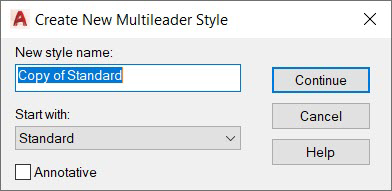 A Create New Multileader Style
New style name:
Copy of Standard
Continue
Cancel
Start with:
Standard
Help
Annotative